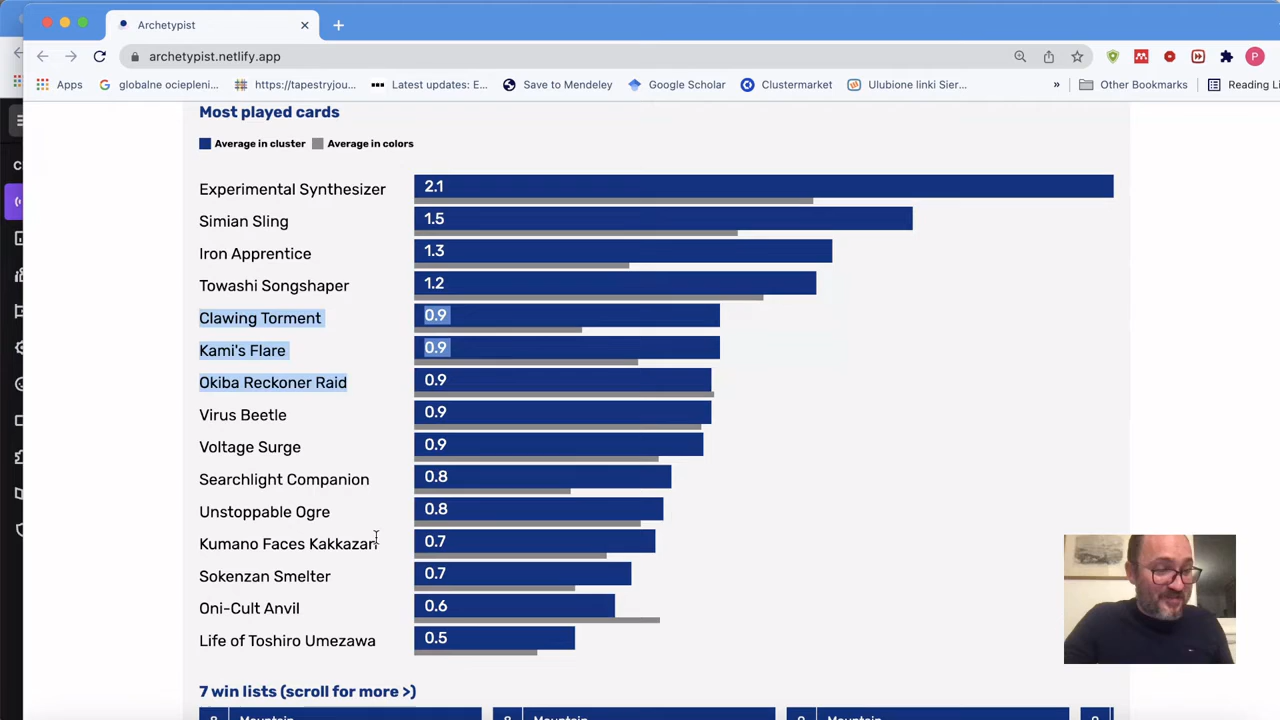 Archetypist
archetypist.netlify.app
P
Apps
globalne ociepleni...
https://tapestryjou...
Latest updates: E...
Save to Mendeley
Google Scholar
Clustermarket
Ulubione linki Sier...
»
Other Bookmarks
Reading Li
Most played cards
Average in cluster
Average in colors
Experimental Synthesizer 2.1
Simian Sling 1.5
Iron Apprentice 1.3
Towashi Songshaper 1.2
Clawing Torment 0.9
Kami's Flare 0.9
Okiba Reckoner Raid 0.9
Virus Beetle 0.9
Voltage Surge 0.9
Searchlight Companion 0.8
Unstoppable Ogre 0.8
Kumano Faces Kakkazan 0.7
Sokenzan Smelter 0.7
Oni-Cult Anvil 0.6
Life of Toshiro Umezawa 0.5
7 win lists (scroll for more >)
Mountain
Mountain
Mountain